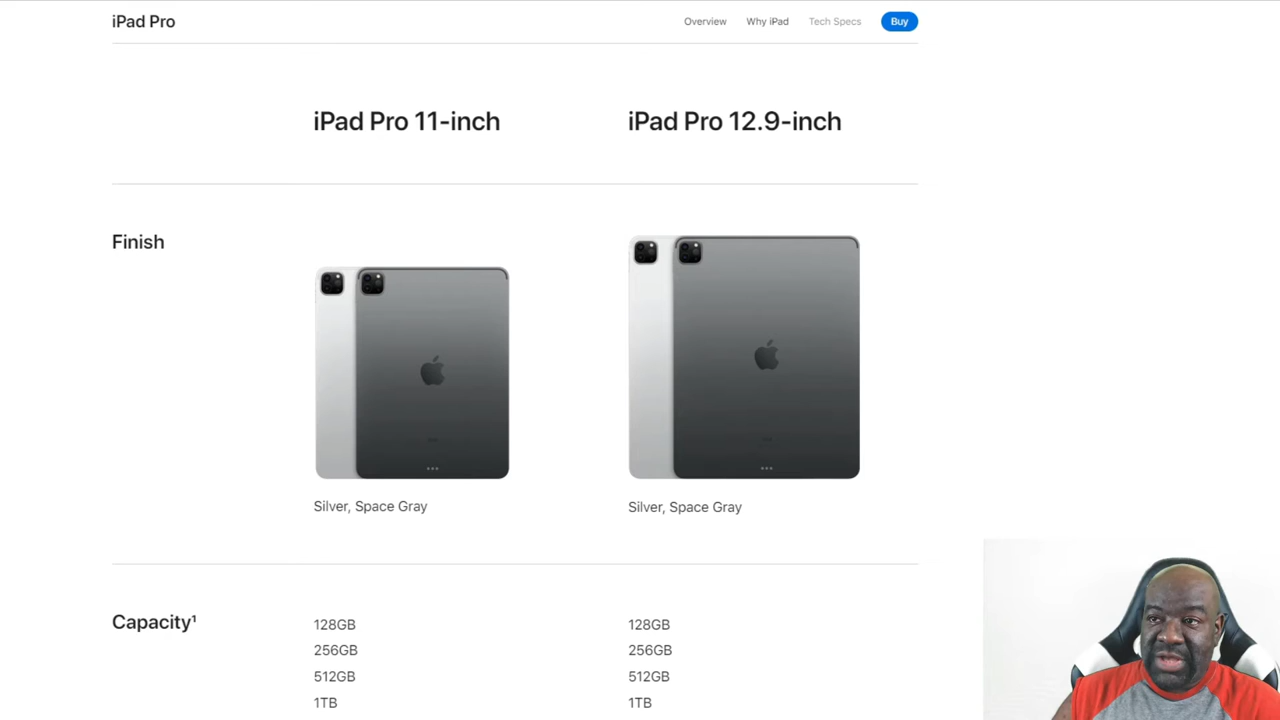 iPad Pro
Overview
Why iPad
Tech Specs
Buy
iPad Pro 11-inch
iPad Pro 12.9-inch
Finish
Silver, Space Gray
Silver, Space Gray
Capacity¹
128GB
128GB
256GB
256GB
512GB
512GB
1TB
1TB